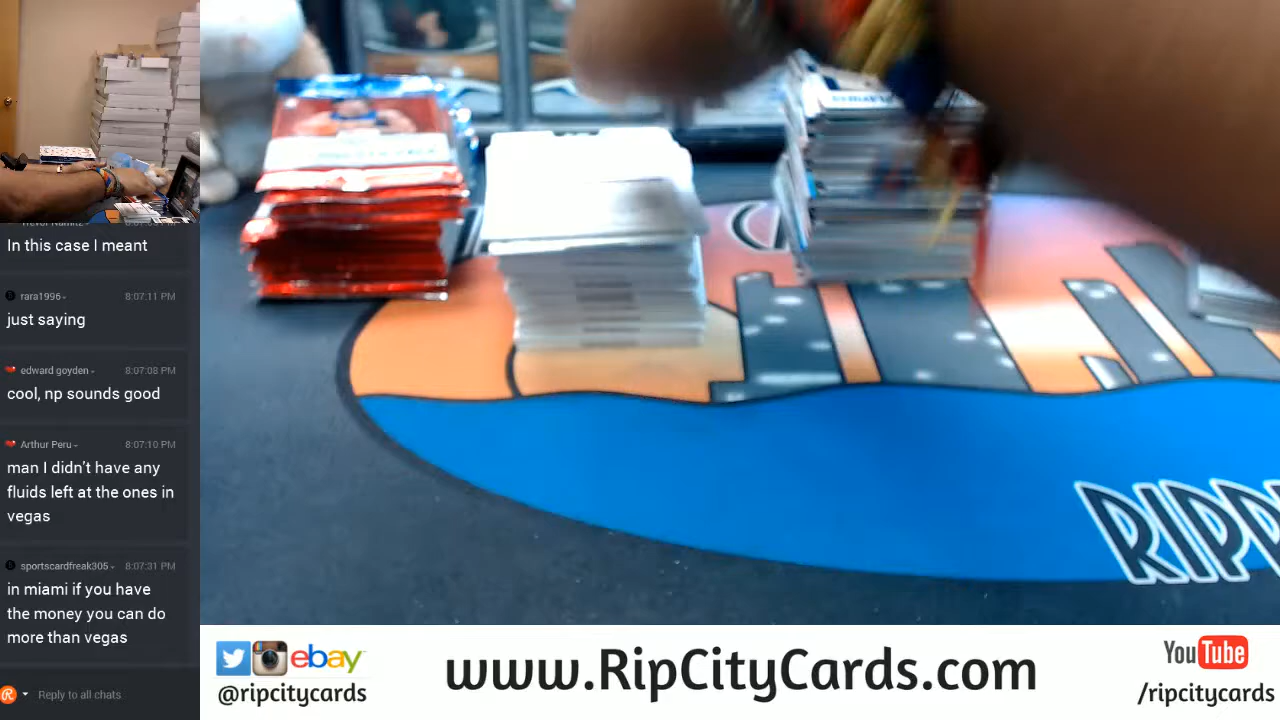 In this case I meant
rara1996
8:07:11 PM
just saying
edward goyden
8:07:08 PM
cool, np sounds good
Arthur Peru
8:07:10 PM
man I didn't have any
fluids left at the ones in
vegas
sportscardfreak305
8:07:31 PM
in miami if you have
the money you can do
more than vegas
Reply to all chats
RIPP
ebay
@ripcitycards
www.RipCityCards.com
YouTube
/ripcitycards